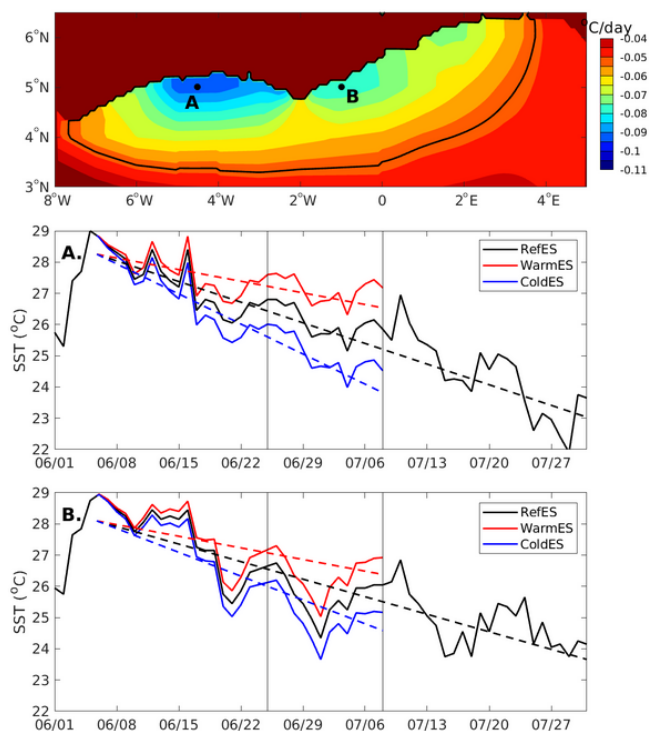 °C/day
6°N
5°N
4°N
3°N
8°W 6°W 4°W 2°W 0 2°E 4°E
A
B
-0.04
-0.05
-0.06
-0.07
-0.08
-0.09
-0.10
-0.11
A.
SST (°C)
29
28
27
26
25
24
23
22
RefES
WarmES
ColdES
06/01 06/08 06/15 06/22 06/29 07/06 07/13 07/20 07/27
B.
SST (°C)
29
28
27
26
25
24
23
22
RefES
WarmES
ColdES
06/01 06/08 06/15 06/22 06/29 07/06 07/13 07/20 07/27